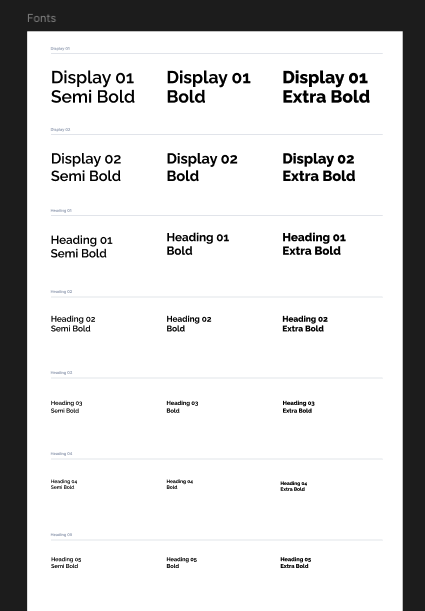 Fonts
Display 01
Display 01 Display 01 Display 01
Semi Bold Bold Extra Bold
Display 02
Display 02 Display 02 Display 02
Semi Bold Bold Extra Bold
Heading 01
Heading 01 Heading 01 Heading 01
Semi Bold Bold Extra Bold
Heading 02
Heading 02 Heading 02 Heading 02
Semi Bold Bold Extra Bold
Heading 03
Heading 03 Heading 03 Heading 03
Semi Bold Bold Extra Bold
Heading 03
Heading 04 Heading 04 Heading 04
Semi Bold Bold Extra Bold
Heading 05
Heading 05 Heading 05 Heading 05
Semi Bold Bold Extra Bold